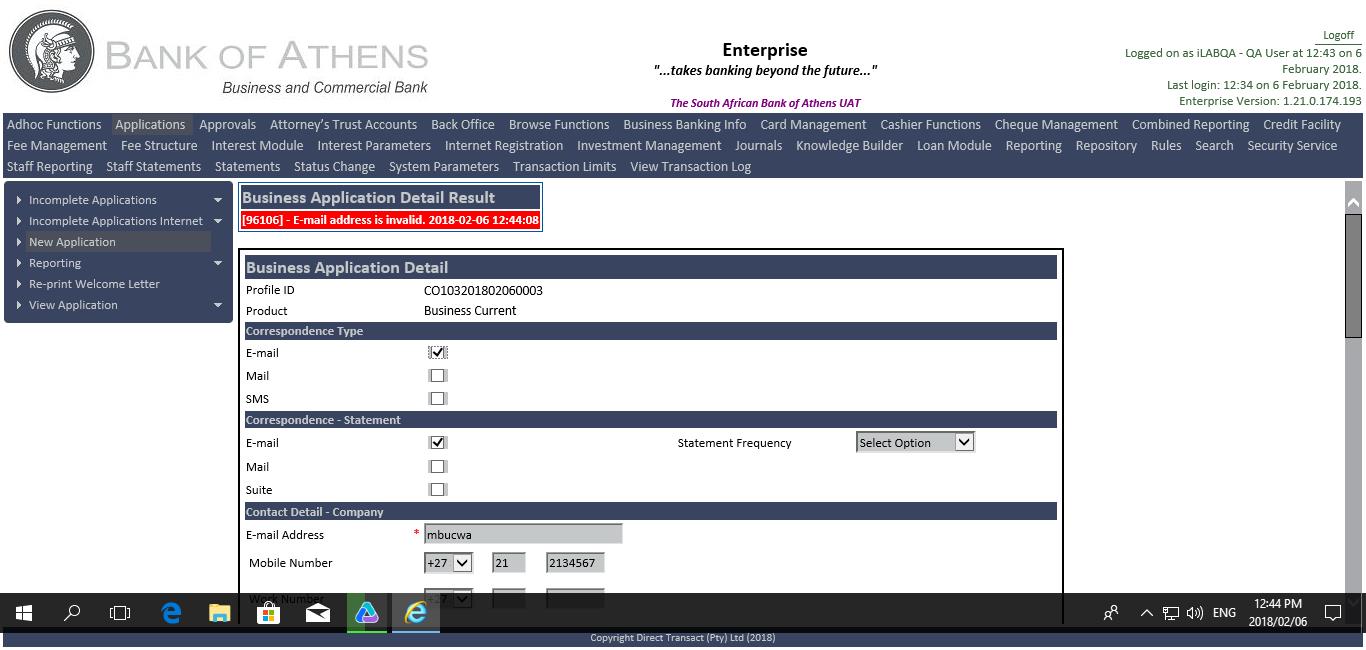 BANK OF ATHENS
Business and Commercial Bank
Enterprise
"...takes banking beyond the future..."
The South African Bank of Athens UAT
Logoff
Logged on as iLABQA - QA User at 12:43 on 6
February 2018.
Last login: 12:34 on 6 February 2018.
Enterprise Version: 1.21.0.174.193
Adhoc Functions Applications Approvals Attorney's Trust Accounts Back Office Browse Functions Business Banking Info Card Management Cashier Functions Cheque Management Combined Reporting Credit Facility
Fee Management Fee Structure Interest Module Interest Parameters Internet Registration Investment Management Journals Knowledge Builder Loan Module Reporting Repository Rules Search Security Service
Staff Reporting Staff Statements Statements Status Change System Parameters Transaction Limits View Transaction Log
Incomplete Applications
Incomplete Applications Internet
New Application
Reporting
Re-print Welcome Letter
View Application
Business Application Detail Result
[96106] - E-mail address is invalid. 2018-02-06 12:44:08
Business Application Detail
Profile ID CO103201802060003
Product Business Current
Correspondence Type
E-mail
Mail
SMS
Correspondence - Statement
E-mail Statement Frequency Select Option
Mail
Suite
Contact Detail - Company
E-mail Address * mbucwa
Mobile Number +27 21 2134567
Work Number +27
ENG
12:44 PM
2018/02/06
Copyright Direct Transact (Pty) Ltd (2018)